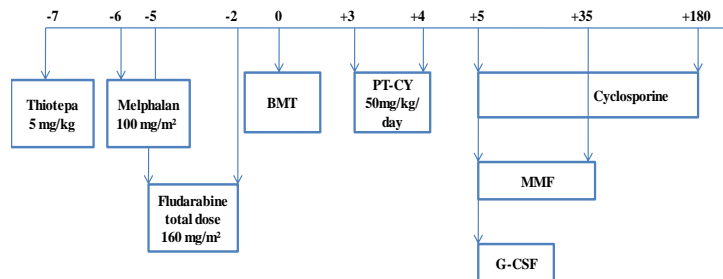 -7 -6 -5 -2 0 +3 +4 +5 +35 +180
Thiotepa
5 mg/kg
Melphalan
100 mg/m²
BMT
PT-CY
50mg/kg/
day
Cyclosporine
Fludarabine
total dose
160 mg/m²
MMF
G-CSF